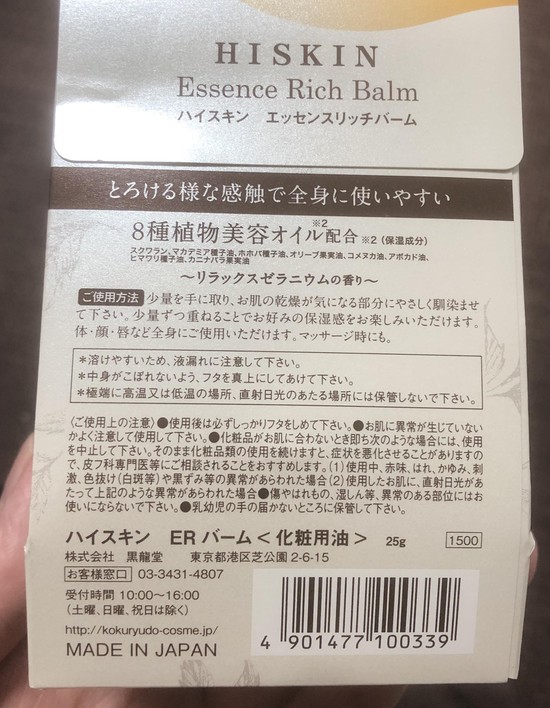 HISKIN
Essence Rich Balm
ハイスキン　エッセンスリッチバーム
とろける様な感触で全身に使いやすい
8種植物美容オイル※2配合 ※2（保湿成分）
スクワラン、マカデミア種子油、ホホバ種子油、オリーブ果実油、コメヌカ油、アボカド油、
ヒマワリ種子油、カニナバラ果実油
〜リラックスゼラニウムの香り〜
ご使用方法 少量を手に取り、お肌の乾燥が気になる部分にやさしく馴染ませ
て下さい。少量ずつ重ねることでお好みの保湿感をお楽しみいただけます。
体・顔・唇など全身にご使用いただけます。マッサージ時にも。
＊溶けやすいため、液漏れに注意して下さい。
＊中身がこぼれないよう、フタを真上にしてあけて下さい。
＊極端に高温又は低温の場所、直射日光のあたる場所には保管しないで下さい。
〈ご使用上の注意〉●使用後は必ずしっかりフタをしめて下さい。●お肌に異常が生じていない
かよく注意して使用して下さい。●化粧品がお肌に合わないとき即ち次のような場合には、使用
を中止して下さい。そのまま化粧品類の使用を続けますと、症状を悪化させることがありますの
で、皮フ科専門医等にご相談されることをおすすめします。（1）使用中、赤味、はれ、かゆみ、刺
激、色抜け（白斑等）や黒ずみ等の異常があらわれた場合（2）使用したお肌に、直射日光があ
たって上記のような異常があらわれた場合●傷やはれもの、湿しん等、異常のある部位にはお
使いにならないで下さい。●乳幼児の手の届かないところに保管して下さい。
ハイスキン　ERバーム＜化粧用油＞　25g　1500
株式会社 黒龍堂　東京都港区芝公園2-6-15
お客様窓口 03-3431-4807
受付時間 10:00〜16:00
（土曜、日曜、祝日は除く）
http://kokuryudo-cosme.jp/
MADE IN JAPAN
4 901477 100339